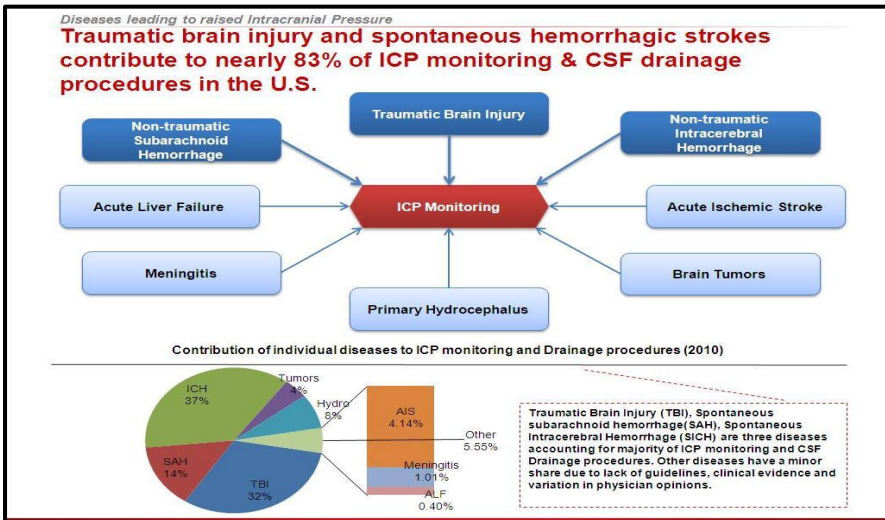 Diseases leading to raised Intracranial Pressure
Traumatic brain injury and spontaneous hemorrhagic strokes
contribute to nearly 83% of ICP monitoring & CSF drainage
procedures in the U.S.
Non-traumatic
Subarachnoid
Hemorrhage
Traumatic Brain Injury
Non-traumatic
Intracerebral
Hemorrhage
Acute Liver Failure
ICP Monitoring
Acute Ischemic Stroke
Meningitis
Primary Hydrocephalus
Brain Tumors
Contribution of individual diseases to ICP monitoring and Drainage procedures (2010)
ICH
37%
Tumors
4%
Hydro
8%
SAH
14%
TBI
32%
AIS
4.14%
Other
5.55%
Meningitis
1.01%
ALF
0.40%
Traumatic Brain Injury (TBI), Spontaneous
subarachnoid hemorrhage(SAH), Spontaneous
Intracerebral Hemorrhage (SICH) are three diseases
accounting for majority of ICP monitoring and CSF
Drainage procedures. Other diseases have a minor
share due to lack of guidelines, clinical evidence and
variation in physician opinions.